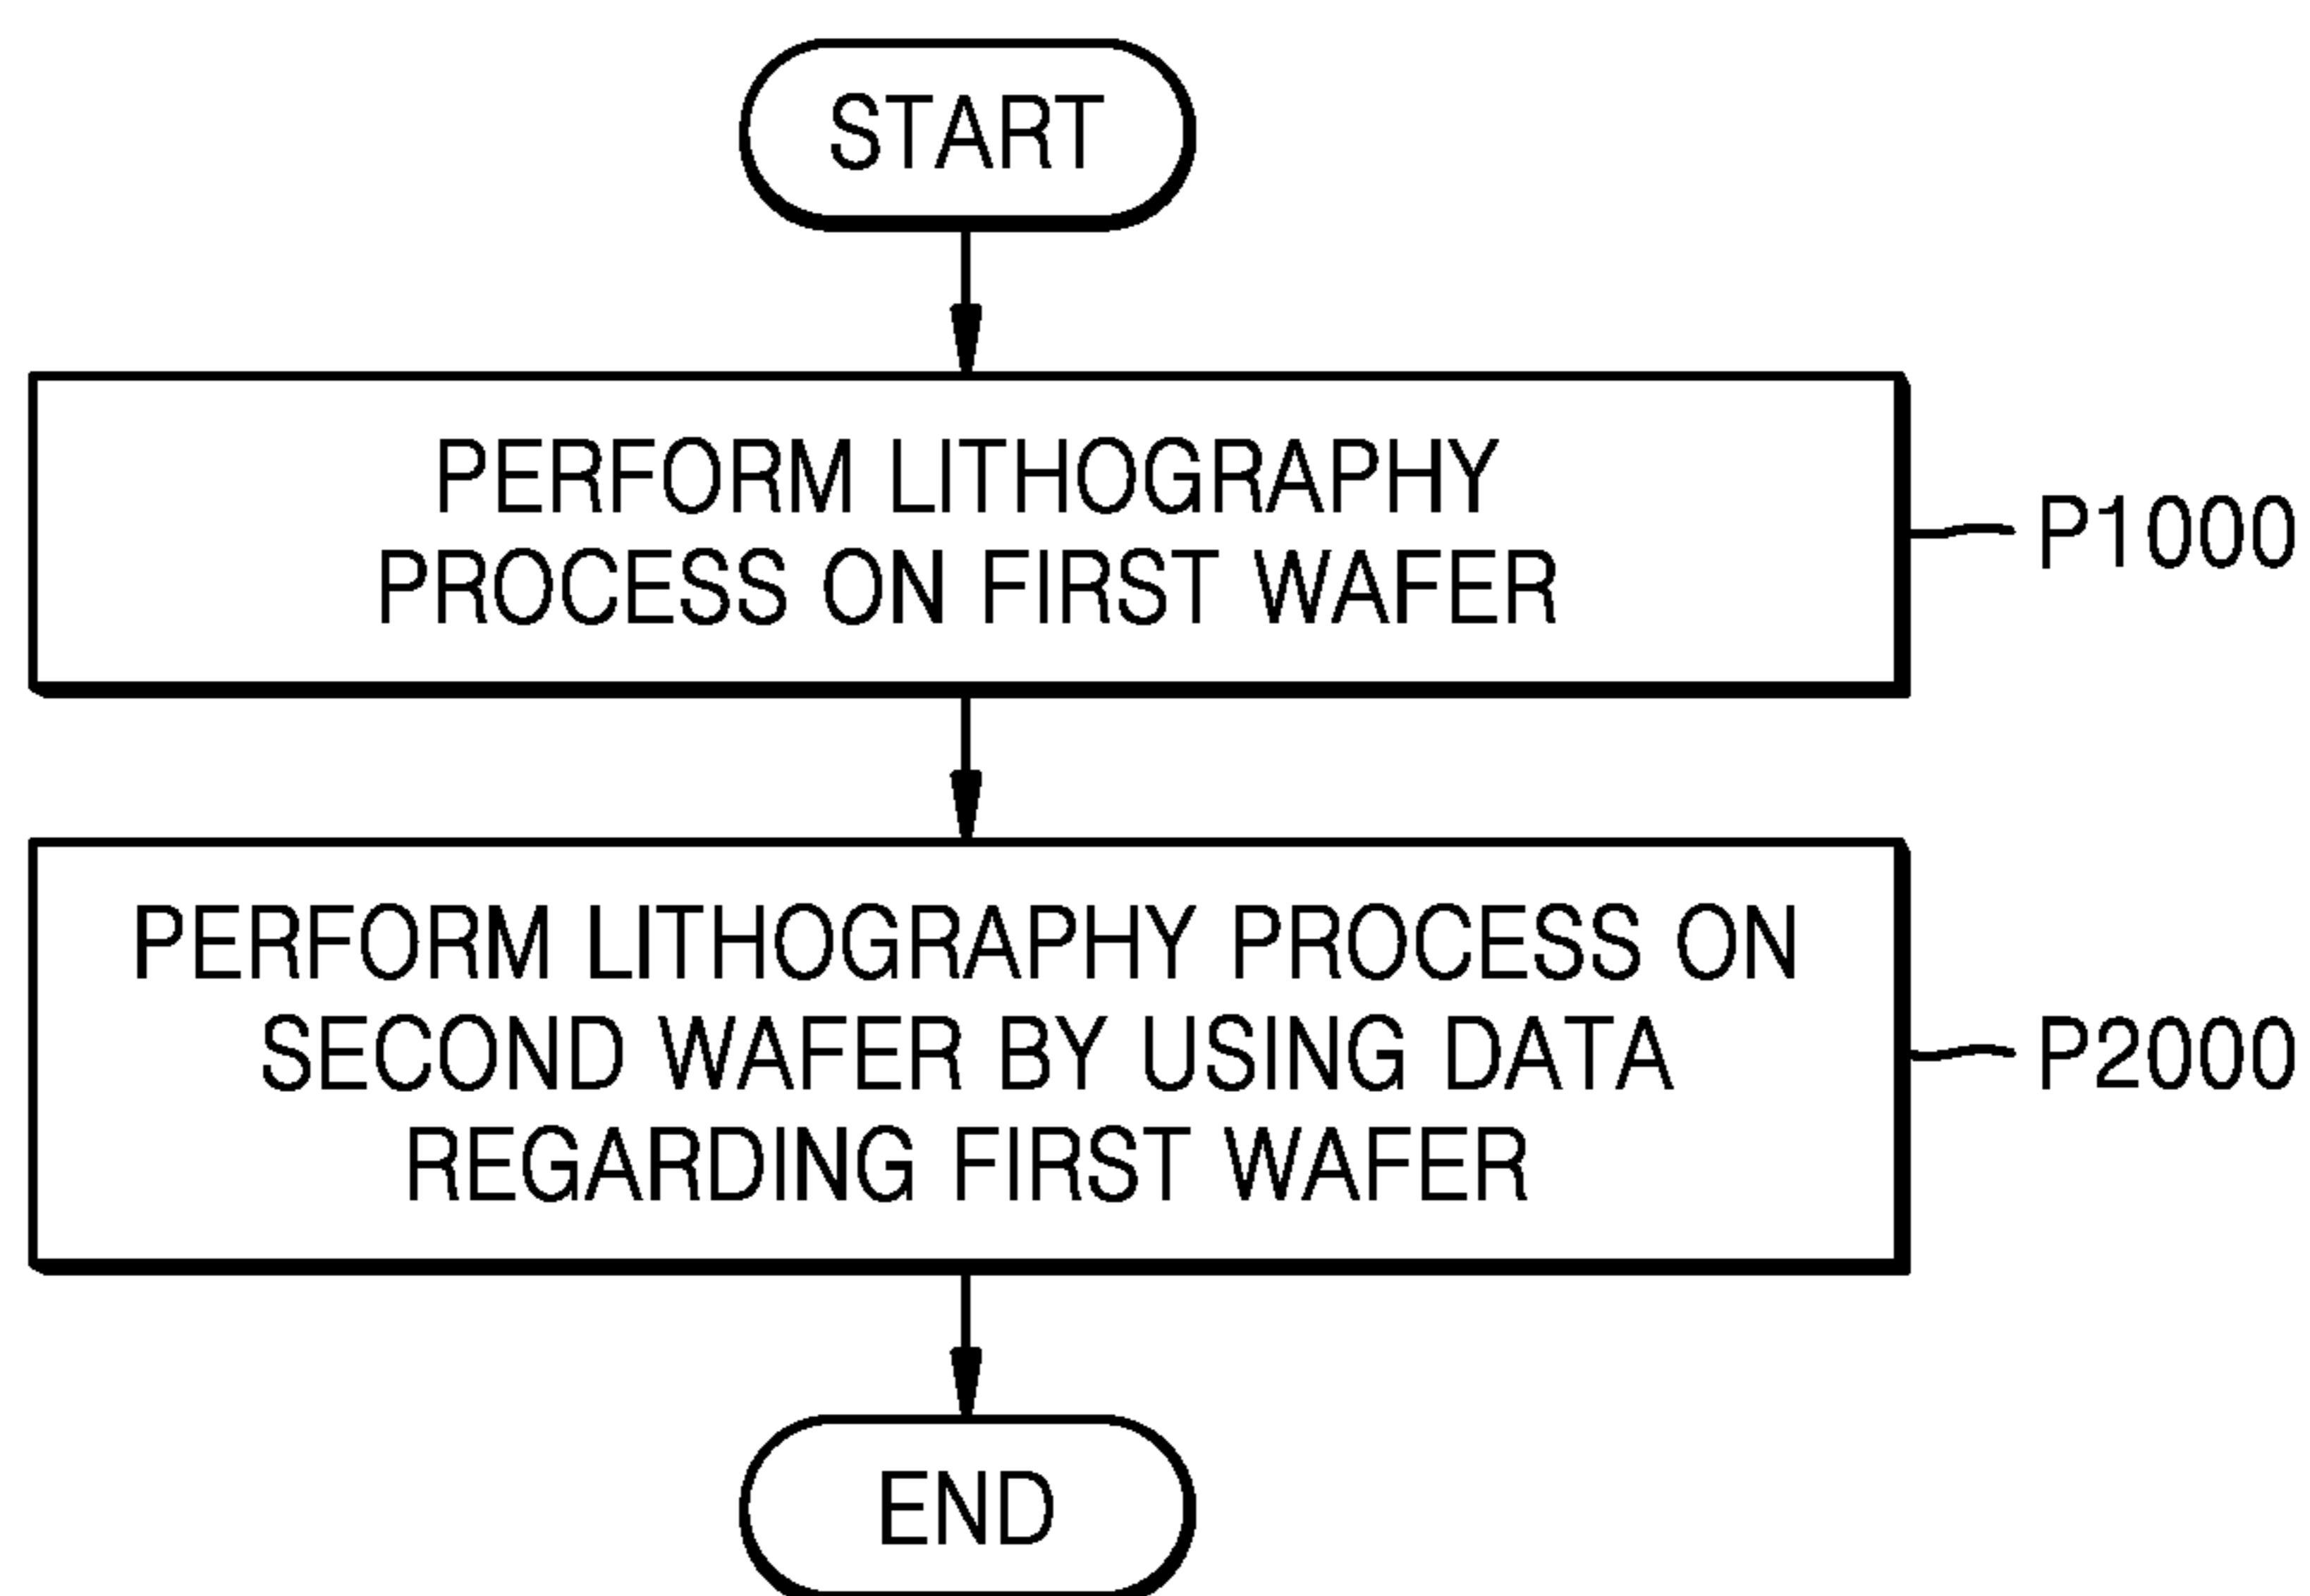 START
PERFORM LITHOGRAPHY
PROCESS ON FIRST WAFER
P1000
PERFORM LITHOGRAPHY PROCESS ON
SECOND WAFER BY USING DATA
REGARDING FIRST WAFER
P2000
END